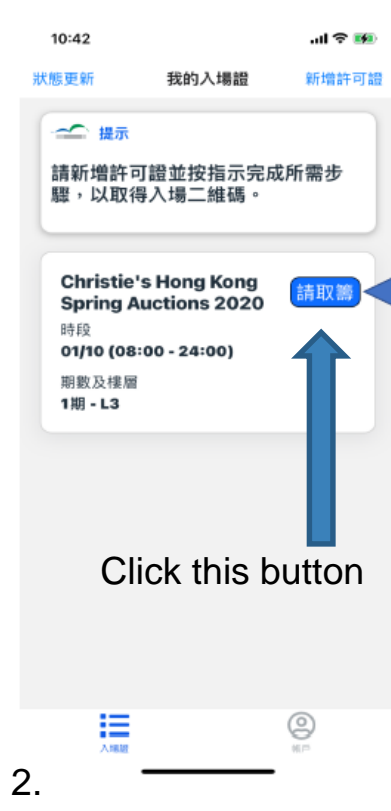 10:42
狀態更新 我的入場證 新增許可證
提示
請新增許可證並按指示完成所需步
驟，以取得入場二維碼。
Christie's Hong Kong
Spring Auctions 2020
請取籌
時段
01/10 (08:00 - 24:00)
期數及樓層
1期 - L3
Click this button
入場證 帳戶
2.